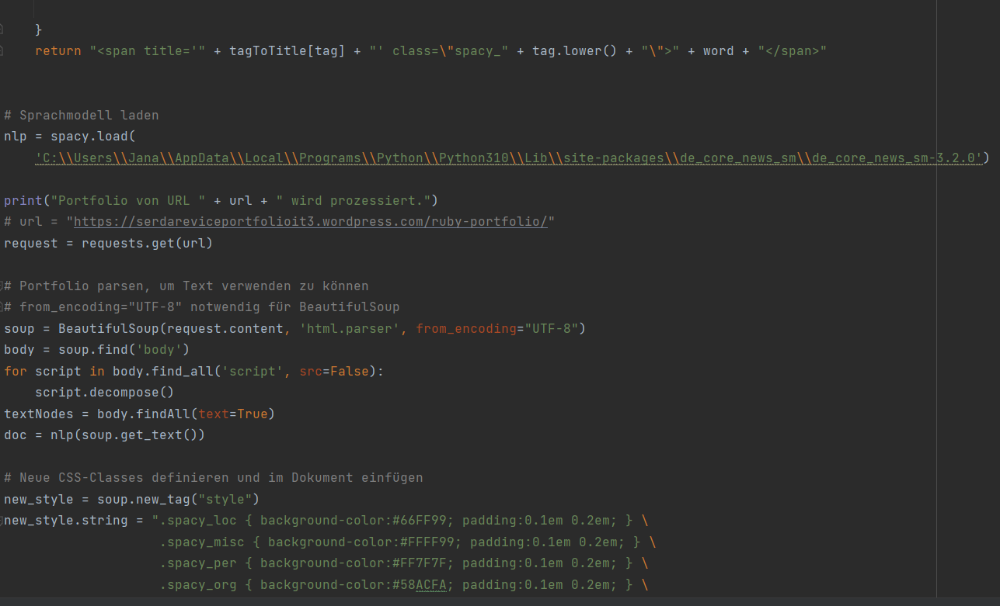 }
return "<span title='" + tagToTitle[tag] + "' class=\"spacy_" + tag.lower() + "\">" + word + "</span>"
# Sprachmodell laden
nlp = spacy.load(
'C:\\Users\\Jana\\AppData\\Local\\Programs\\Python\\Python310\\Lib\\site-packages\\de_core_news_sm\\de_core_news_sm-3.2.0')
print("Portfolio von URL " + url + " wird prozessiert.")
# url = "https://serdareviceportfolioit3.wordpress.com/ruby-portfolio/"
request = requests.get(url)
# Portfolio parsen, um Text verwenden zu können
# from_encoding="UTF-8" notwendig für BeautifulSoup
soup = BeautifulSoup(request.content, 'html.parser', from_encoding="UTF-8")
body = soup.find('body')
for script in body.find_all('script', src=False):
script.decompose()
textNodes = body.findAll(text=True)
doc = nlp(soup.get_text())
# Neue CSS-Classes definieren und im Dokument einfügen
new_style = soup.new_tag("style")
new_style.string = ".spacy_loc { background-color:#66FF99; padding:0.1em 0.2em; } \
.spacy_misc { background-color:#FFFF99; padding:0.1em 0.2em; } \
.spacy_per { background-color:#FF7F7F; padding:0.1em 0.2em; } \
.spacy_org { background-color:#58ACFA; padding:0.1em 0.2em; } \